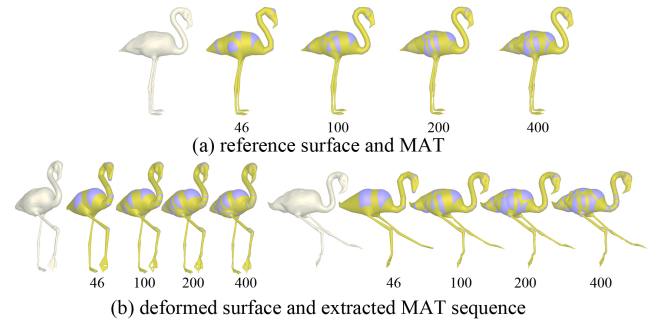 46 100 200 400
(a) reference surface and MAT
46 100 200 400 46 100 200 400
(b) deformed surface and extracted MAT sequence